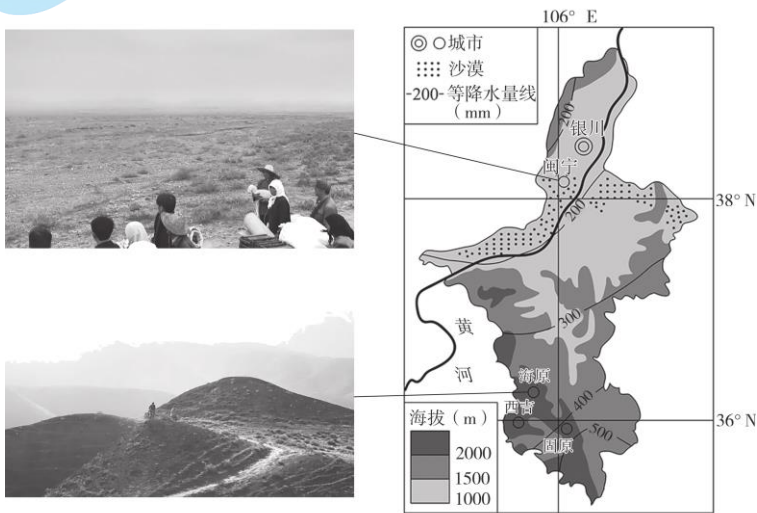 106° E
城市
沙漠
-200- 等降水量线
(mm)
200
银川
闽宁
38° N
200
300
黄
河
海原
西吉
400
36° N
固原
500
海拔(m)
2000
1500
1000